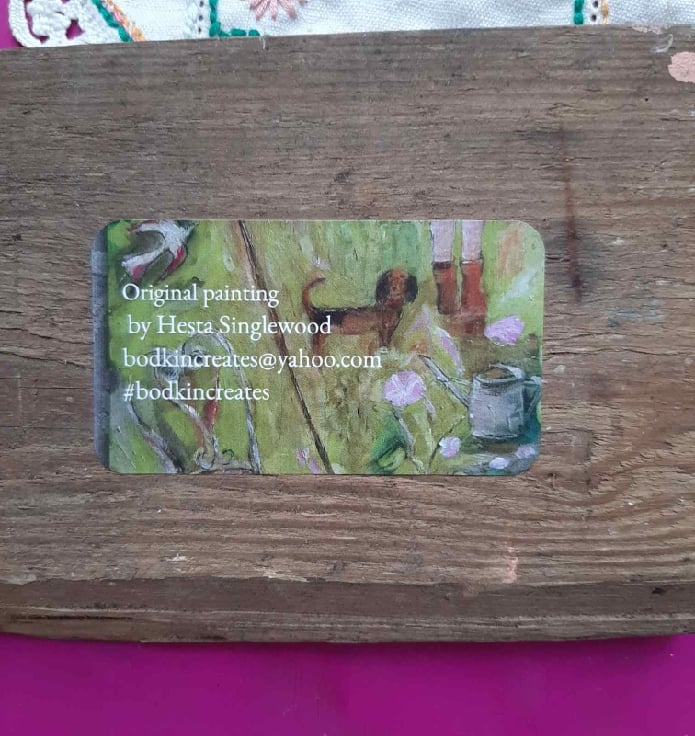 Original painting
by Hesta Singlewood
bodkincreates@yahoo.com
#bodkincreates